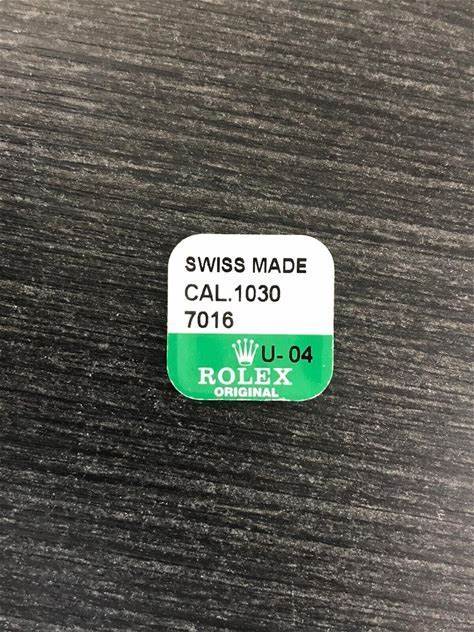 SWISS MADE
CAL.1030
7016
U- 04
ROLEX
ORIGINAL